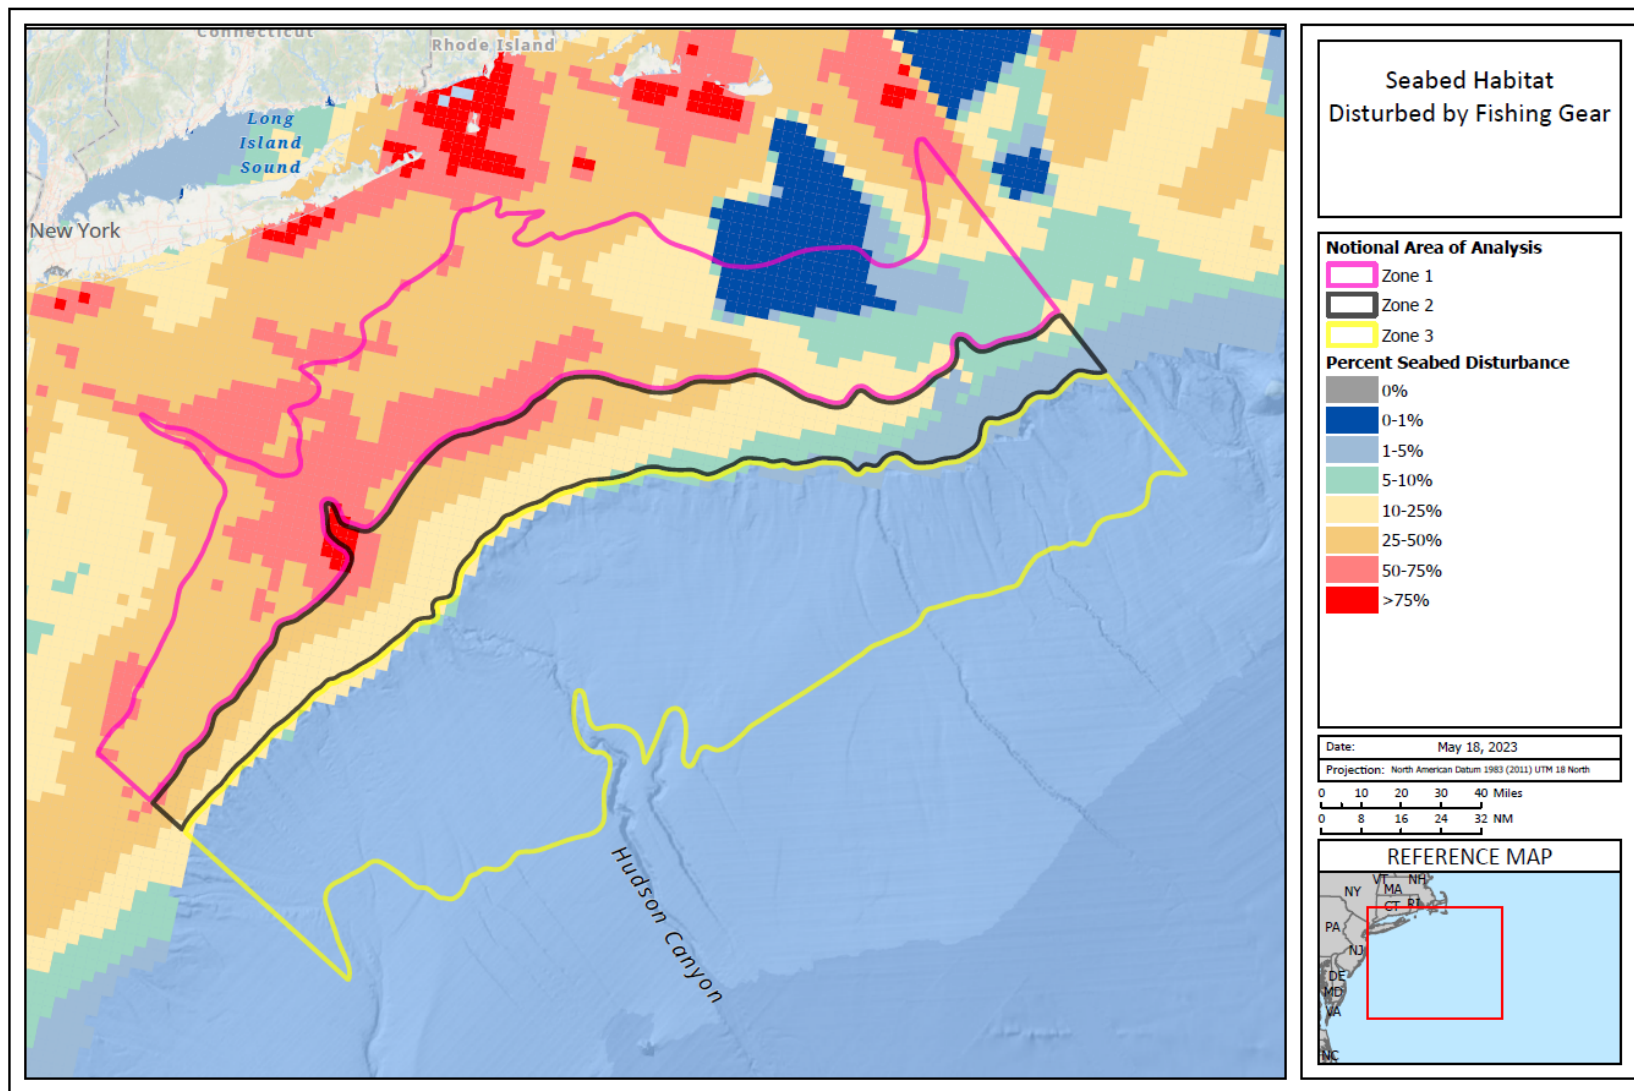 Connecticut
Rhode Island
Long
Island
Sound
New York
Hudson Canyon
Seabed Habitat
Disturbed by Fishing Gear
Notional Area of Analysis
Zone 1
Zone 2
Zone 3
Percent Seabed Disturbance
0%
0-1%
1-5%
5-10%
10-25%
25-50%
50-75%
>75%
Date: May 18, 2023
Projection: North American Datum 1983 (2011) UTM 18 North
0 10 20 30 40 Miles
0 8 16 24 32 NM
REFERENCE MAP
VT NH
NY MA
CT RI
PA
NJ
DE
MD
VA
NC